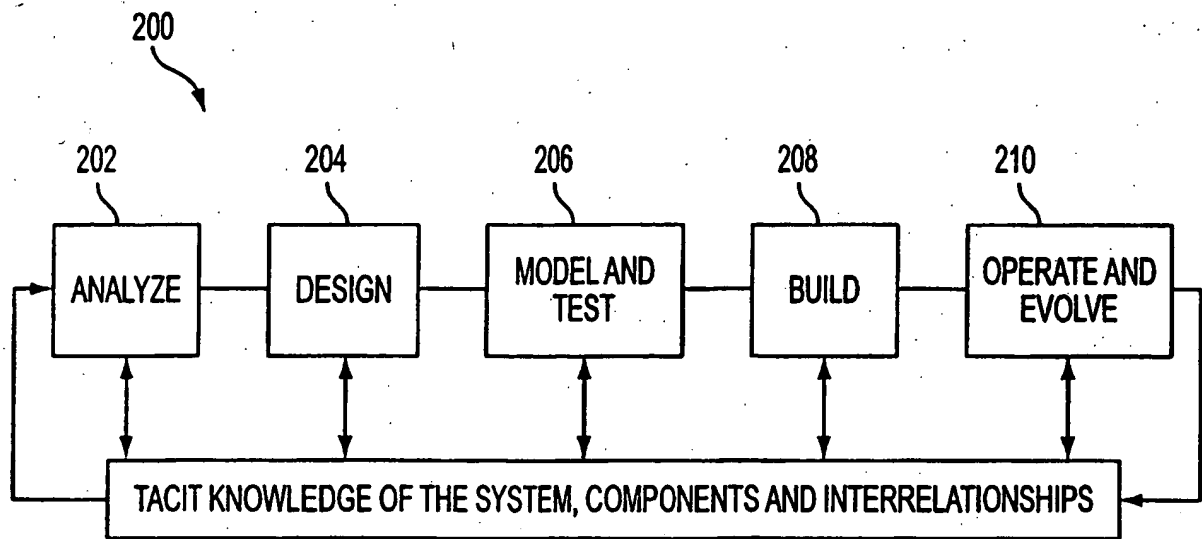 200
202
204
206
208
210
ANALYZE
DESIGN
MODEL AND
TEST
BUILD
OPERATE AND
EVOLVE
TACIT KNOWLEDGE OF THE SYSTEM, COMPONENTS AND INTERRELATIONSHIPS